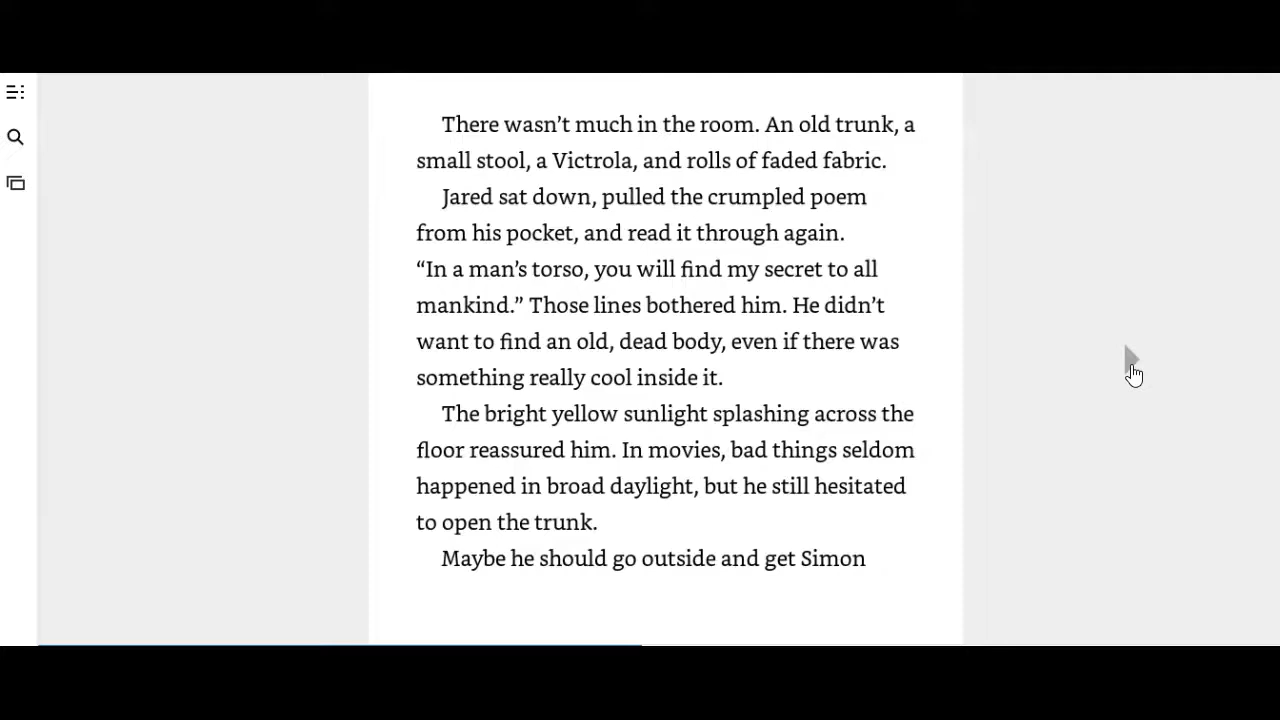 There wasn’t much in the room. An old trunk, a
small stool, a Victrola, and rolls of faded fabric.
Jared sat down, pulled the crumpled poem
from his pocket, and read it through again.
“In a man’s torso, you will find my secret to all
mankind.” Those lines bothered him. He didn’t
want to find an old, dead body, even if there was
something really cool inside it.
The bright yellow sunlight splashing across the
floor reassured him. In movies, bad things seldom
happened in broad daylight, but he still hesitated
to open the trunk.
Maybe he should go outside and get Simon